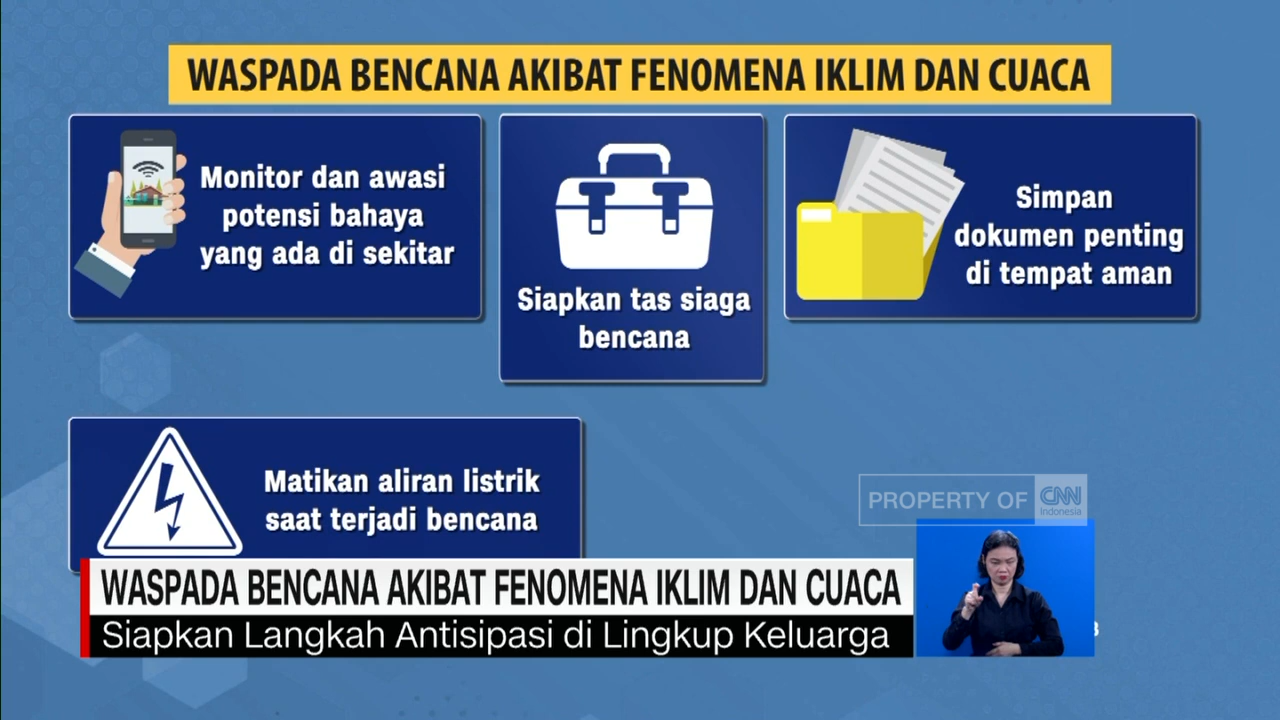 WASPADA BENCANA AKIBAT FENOMENA IKLIM DAN CUACA
Monitor dan awasi
potensi bahaya
yang ada di sekitar
Siapkan tas siaga
bencana
Simpan
dokumen penting
di tempat aman
Matikan aliran listrik
saat terjadi bencana
PROPERTY OF CNN Indonesia
WASPADA BENCANA AKIBAT FENOMENA IKLIM DAN CUACA
Siapkan Langkah Antisipasi di Lingkup Keluarga